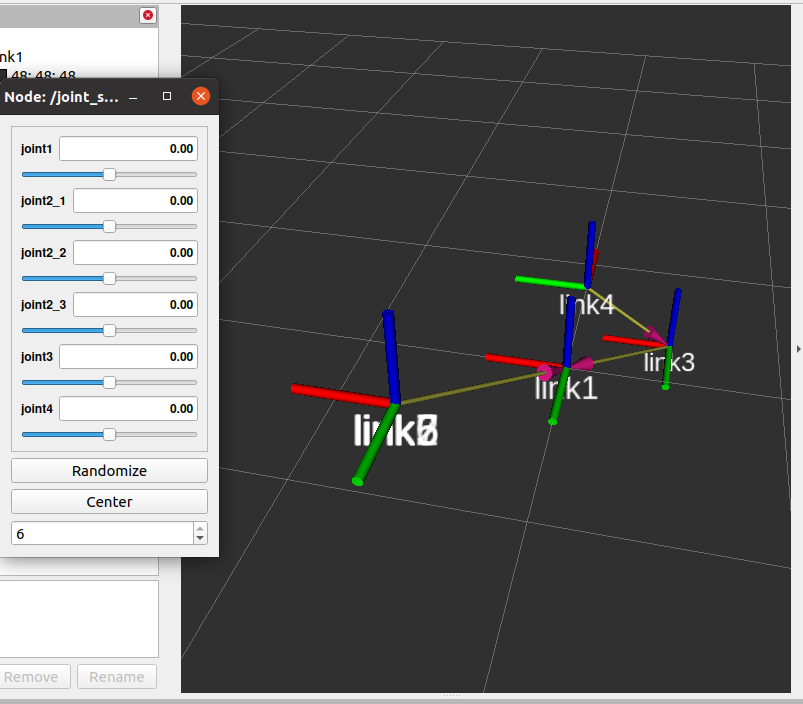 nk1
48; 48; 48
Node: /joint_s...
joint1 0.00
joint2_1 0.00
joint2_2 0.00
joint2_3 0.00
joint3 0.00
joint4 0.00
Randomize
Center
6
Remove Rename
link4
link3
link1